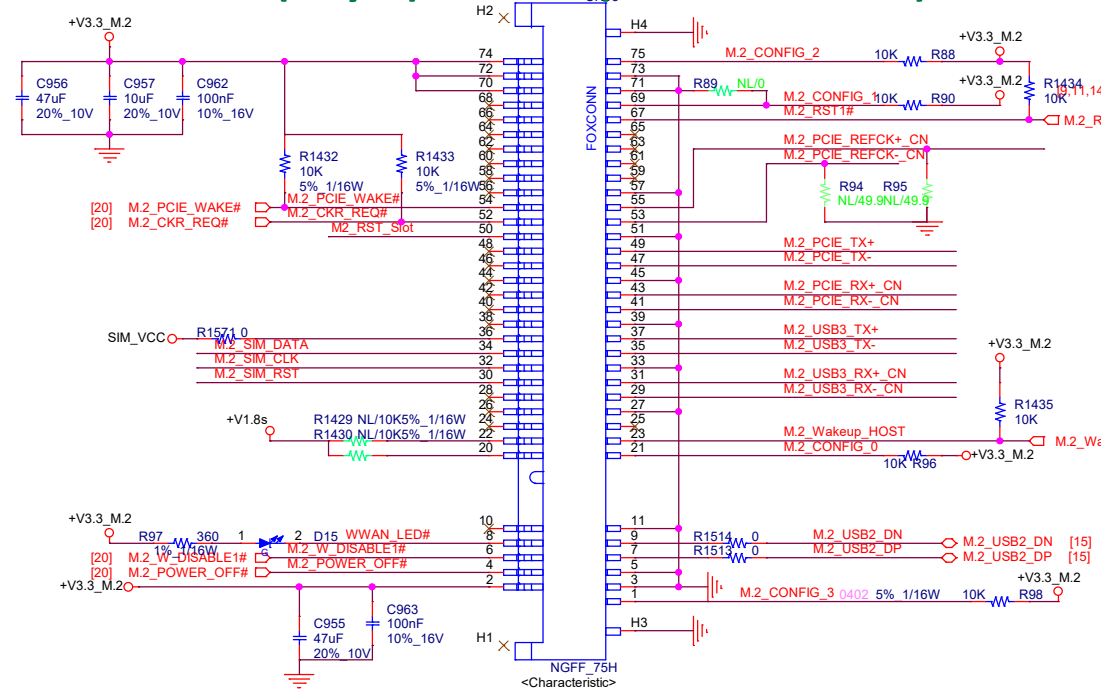 H2
+V3.3_M.2
C956
47uF
20%_10V
C957
10uF
20%_10V
C962
100nF
10%_16V
R1432
10K
5%_1/16W
R1433
10K
5%_1/16W
[20] M.2_PCIE_WAKE#
[20] M.2_CKR_REQ#
M.2_PCIE_WAKE#
M.2_CKR_REQ#
M2_RST_Slot
SIM_VCC
R1571 0
M.2_SIM_DATA
M.2_SIM_CLK
M.2_SIM_RST
+V1.8s
R1429 NL/10K5%_1/16W
R1430 NL/10K5%_1/16W
+V3.3_M.2
R97 360
1%_1/16W
1 2 D15 WWAN_LED#
[20] M.2_W_DISABLE1#
M.2_W_DISABLE1#
[20] M.2_POWER_OFF#
M.2_POWER_OFF#
+V3.3_M.2
C955
47uF
20%_10V
C963
100nF
10%_16V
H1
74
72
70
68
66
64
62
60
58
56
54
52
50
48
46
44
42
40
38
36
34
32
30
28
26
24
22
20
10
8
6
4
2
FOXCONN
NGFF_75H
<Characteristic>
H4
75
73
71
69
67
65
63
61
59
57
55
53
51
49
47
45
43
41
39
37
35
33
31
29
27
25
23
21
11
9
7
5
3
1
H3
M.2_CONFIG_2
10K R88
+V3.3_M.2
R89 NL/0
M.2_CONFIG_1
10K R90
+V3.3_M.2
R1434
10K
M.2_RST1#
M.2_R
M.2_PCIE_REFCK+_CN
M.2_PCIE_REFCK-_CN
R94
NL/49.9
R95
NL/49.9
M.2_PCIE_TX+
M.2_PCIE_TX-
M.2_PCIE_RX+_CN
M.2_PCIE_RX-_CN
M.2_USB3_TX+
M.2_USB3_TX-
M.2_USB3_RX+_CN
M.2_USB3_RX-_CN
+V3.3_M.2
R1435
10K
M.2_Wakeup_HOST
M.2_Wa
M.2_CONFIG_0
10K R96
+V3.3_M.2
R1514 0
M.2_USB2_DN
M.2_USB2_DN [15]
R1513 0
M.2_USB2_DP
M.2_USB2_DP [15]
M.2_CONFIG_3 0402 5%_1/16W 10K R98
+V3.3_M.2